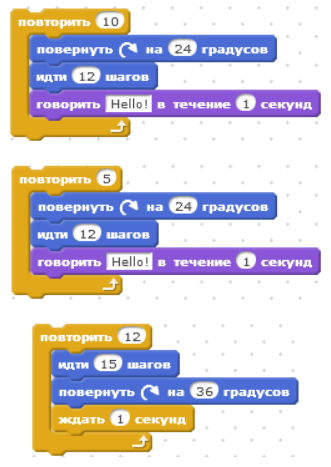 повторить 10
повернуть на 24 градусов
идти 12 шагов
говорить Hello! в течение 1 секунд
повторить 5
повернуть на 24 градусов
идти 12 шагов
говорить Hello! в течение 1 секунд
повторить 12
идти 15 шагов
повернуть на 36 градусов
ждать 1 секунд